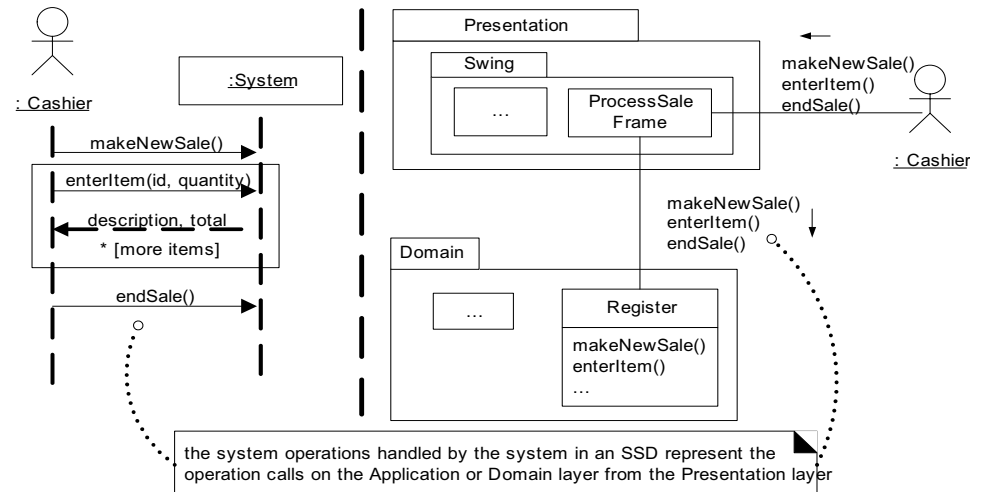 : Cashier
:System
makeNewSale()
enterItem(id, quantity)
description, total
* [more items]
endSale()
Presentation
Swing
...
ProcessSale
Frame
makeNewSale()
enterItem()
endSale()
: Cashier
makeNewSale()
enterItem()
endSale()
Domain
...
Register
makeNewSale()
enterItem()
...
the system operations handled by the system in an SSD represent the
operation calls on the Application or Domain layer from the Presentation layer